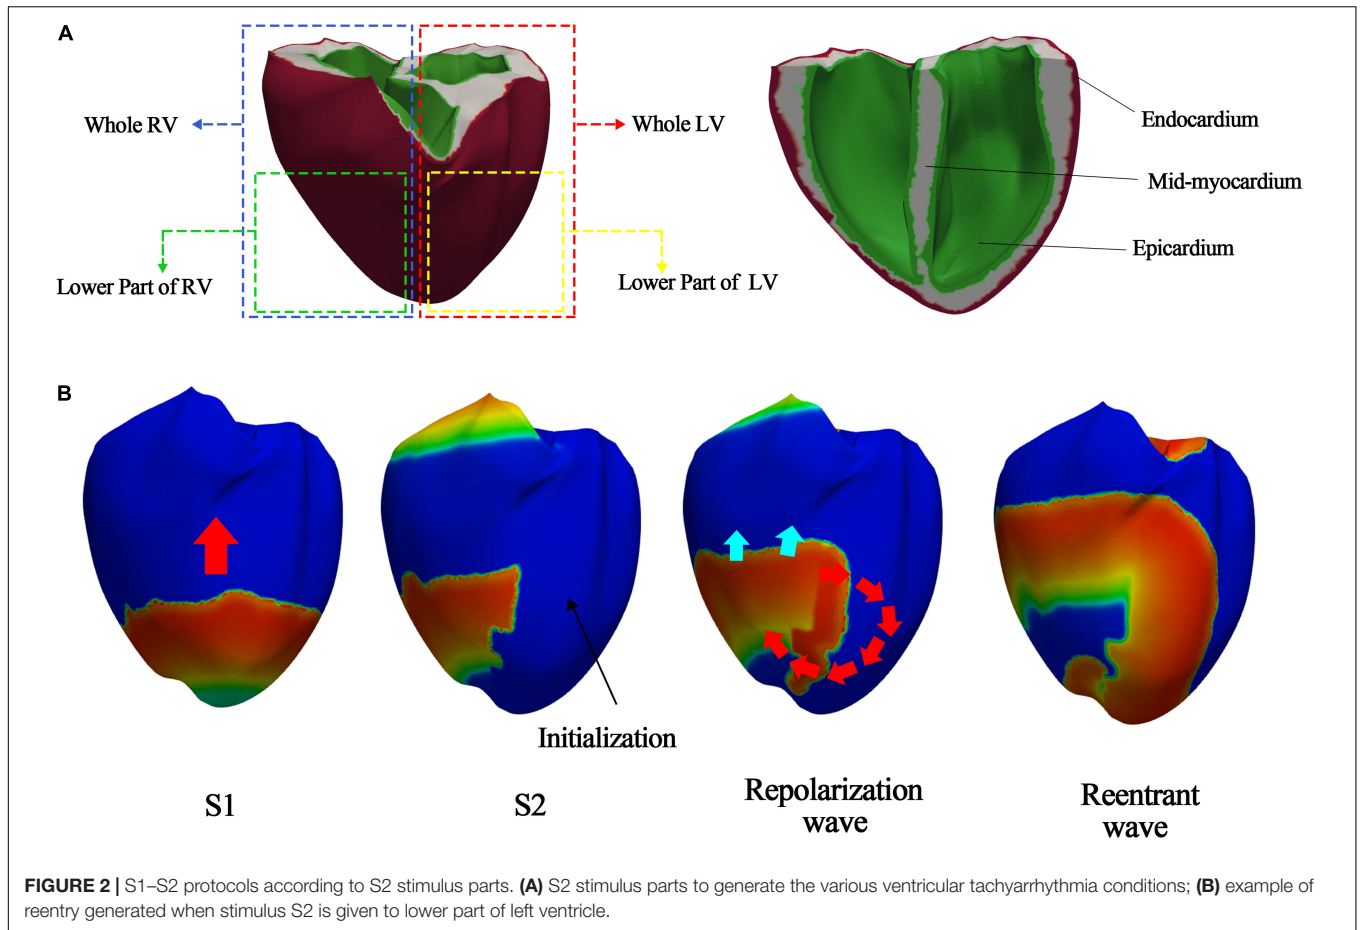 A
Whole RV
Whole LV
Lower Part of RV
Lower Part of LV
Endocardium
Mid-myocardium
Epicardium
B
Initialization
S1
S2
Repolarization
wave
Reentrant
wave
FIGURE 2 | S1–S2 protocols according to S2 stimulus parts. (A) S2 stimulus parts to generate the various ventricular tachyarrhythmia conditions; (B) example of
reentry generated when stimulus S2 is given to lower part of left ventricle.